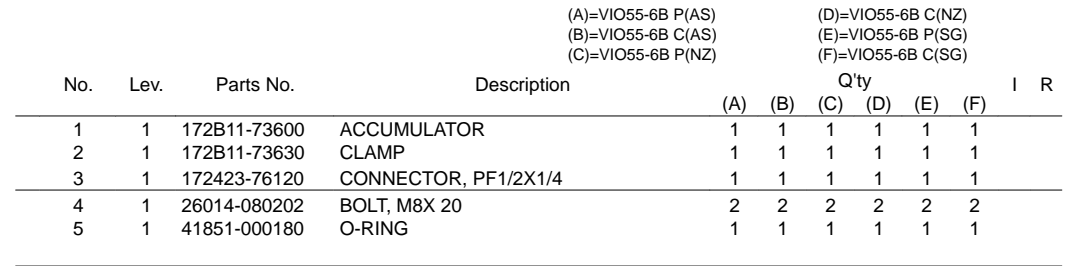 (A)=VIO55-6B P(AS) (D)=VIO55-6B C(NZ)
(B)=VIO55-6B C(AS) (E)=VIO55-6B P(SG)
(C)=VIO55-6B P(NZ) (F)=VIO55-6B C(SG)
No. Lev. Parts No. Description Q'ty I R
(A) (B) (C) (D) (E) (F)
1 1 172B11-73600 ACCUMULATOR 1 1 1 1 1 1
2 1 172B11-73630 CLAMP 1 1 1 1 1 1
3 1 172423-76120 CONNECTOR, PF1/2X1/4 1 1 1 1 1 1
4 1 26014-080202 BOLT, M8X 20 2 2 2 2 2 2
5 1 41851-000180 O-RING 1 1 1 1 1 1